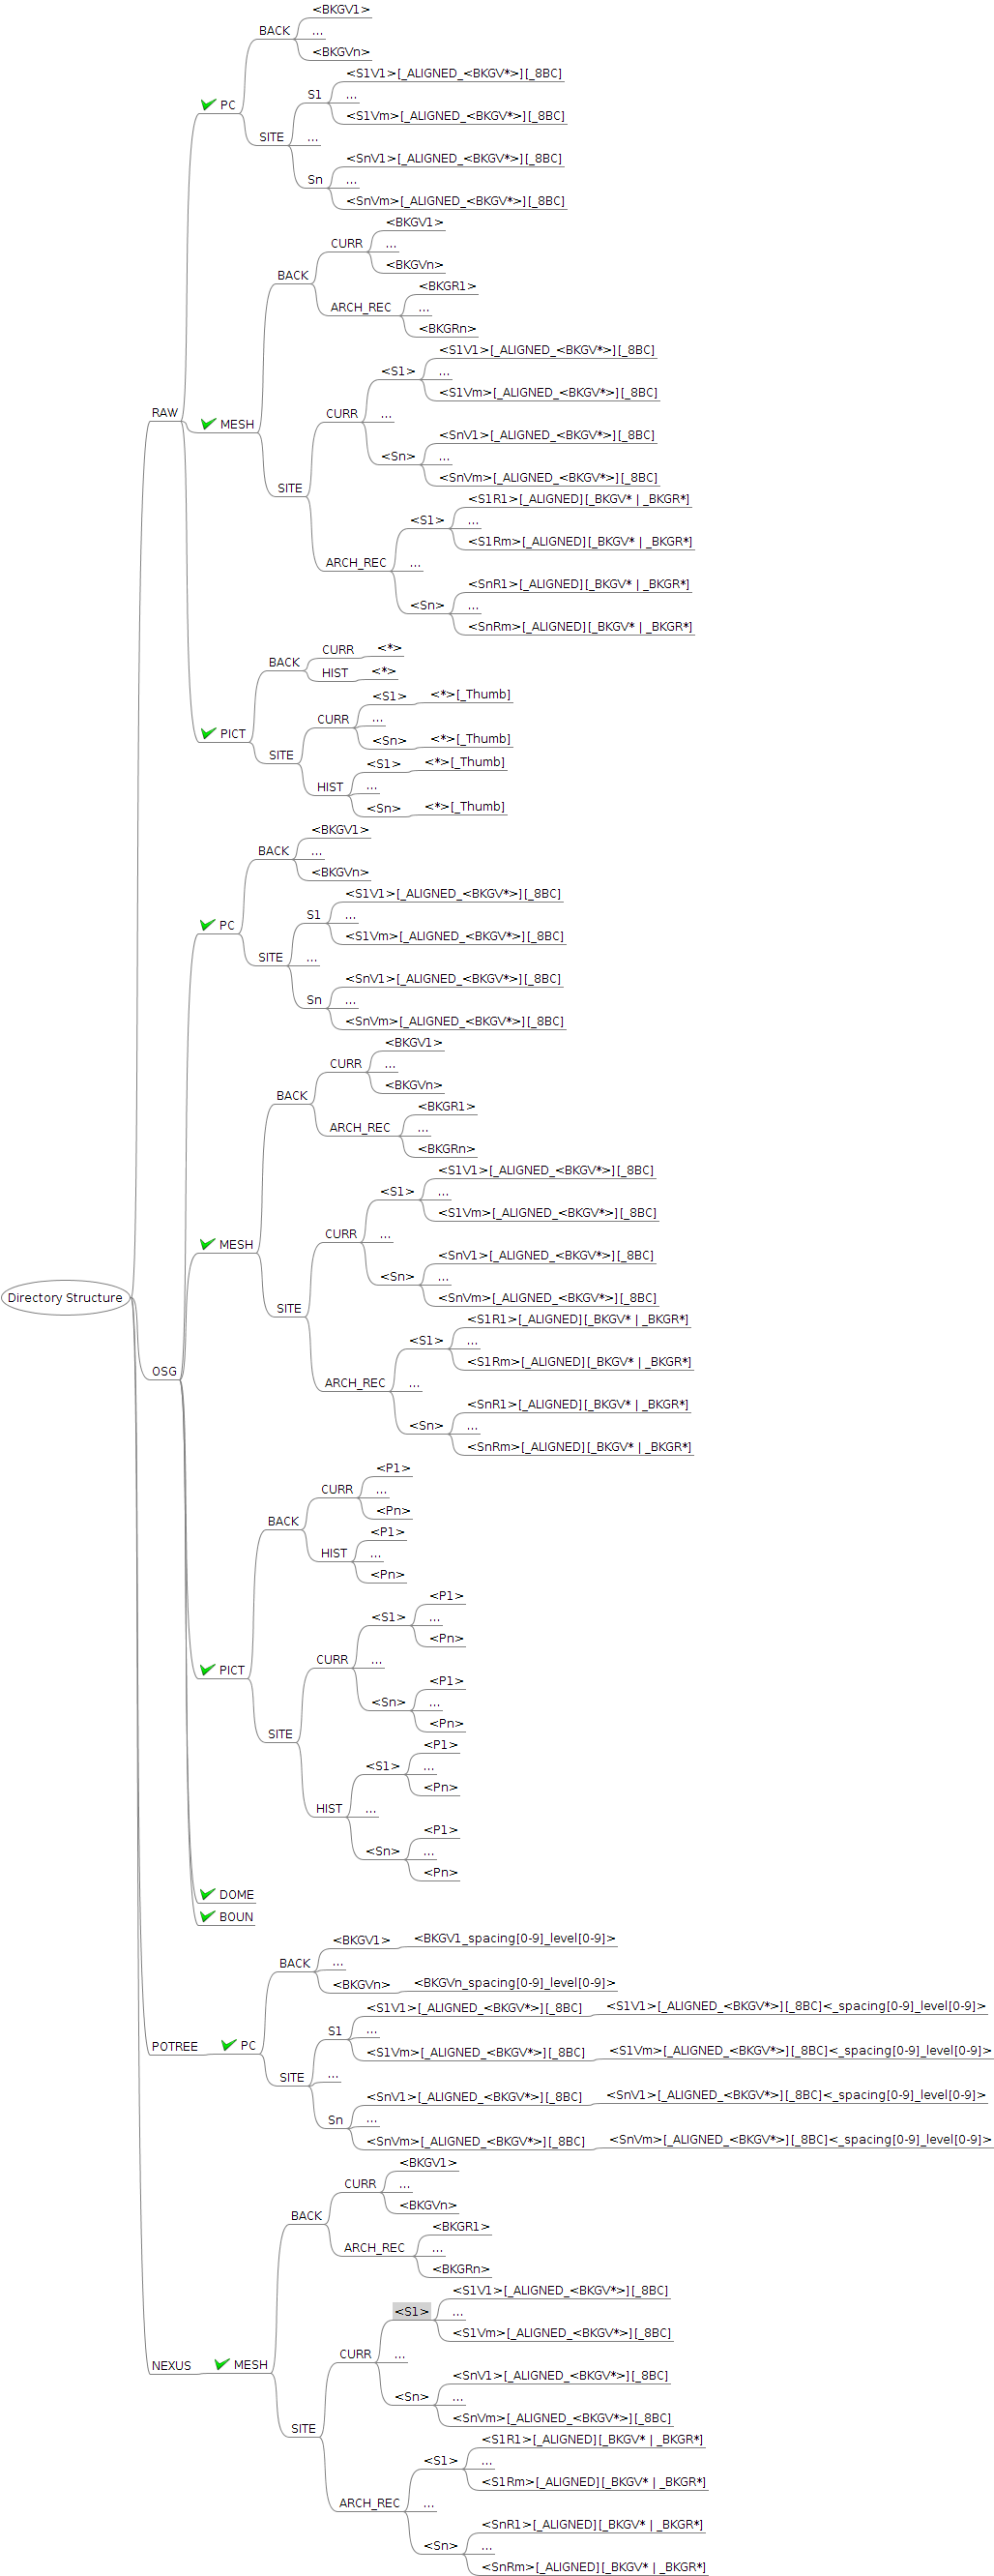 <BKGV1>
BACK
...
<BKGVn>
<S1V1>[_ALIGNED_<BKGV*>][_8BC]
S1
...
PC
<S1Vm>[_ALIGNED_<BKGV*>][_8BC]
SITE
...
<SnV1>[_ALIGNED_<BKGV*>][_8BC]
Sn
...
<SnVm>[_ALIGNED_<BKGV*>][_8BC]
<BKGV1>
CURR
...
<BKGVn>
BACK
<BKGR1>
ARCH_REC
...
<BKGRn>
<S1V1>[_ALIGNED_<BKGV*>][_8BC]
<S1>
...
<S1Vm>[_ALIGNED_<BKGV*>][_8BC]
RAW
CURR
...
MESH
<SnV1>[_ALIGNED_<BKGV*>][_8BC]
<Sn>
...
<SnVm>[_ALIGNED_<BKGV*>][_8BC]
SITE
<S1R1>[_ALIGNED][_BKGV* | _BKGR*]
<S1>
...
<S1Rm>[_ALIGNED][_BKGV* | _BKGR*]
ARCH_REC
...
<SnR1>[_ALIGNED][_BKGV* | _BKGR*]
<Sn>
...
<SnRm>[_ALIGNED][_BKGV* | _BKGR*]
CURR
<*>
BACK
HIST
<*>
<S1>
<*>[_Thumb]
CURR
...
PICT
<Sn>
<*>[_Thumb]
SITE
<S1>
<*>[_Thumb]
HIST
...
<Sn>
<*>[_Thumb]
<BKGV1>
BACK
...
<BKGVn>
<S1V1>[_ALIGNED_<BKGV*>][_8BC]
S1
...
PC
<S1Vm>[_ALIGNED_<BKGV*>][_8BC]
SITE
...
<SnV1>[_ALIGNED_<BKGV*>][_8BC]
Sn
...
<SnVm>[_ALIGNED_<BKGV*>][_8BC]
<BKGV1>
CURR
...
<BKGVn>
BACK
<BKGR1>
ARCH_REC
...
<BKGRn>
<S1V1>[_ALIGNED_<BKGV*>][_8BC]
<S1>
...
<S1Vm>[_ALIGNED_<BKGV*>][_8BC]
CURR
...
MESH
<SnV1>[_ALIGNED_<BKGV*>][_8BC]
<Sn>
...
Directory Structure
<SnVm>[_ALIGNED_<BKGV*>][_8BC]
SITE
<S1R1>[_ALIGNED][_BKGV* | _BKGR*]
<S1>
...
<S1Rm>[_ALIGNED][_BKGV* | _BKGR*]
OSG
ARCH_REC
...
<SnR1>[_ALIGNED][_BKGV* | _BKGR*]
<Sn>
...
<SnRm>[_ALIGNED][_BKGV* | _BKGR*]
<P1>
CURR
...
<Pn>
BACK
<P1>
HIST
...
<Pn>
<P1>
<S1>
...
<Pn>
CURR
...
PICT
<P1>
<Sn>
...
<Pn>
SITE
<P1>
<S1>
...
<Pn>
HIST
...
<P1>
<Sn>
...
<Pn>
DOME
BOUN
<BKGV1>
<BKGV1_spacing[0-9]_level[0-9]>
BACK
...
<BKGVn>
<BKGVn_spacing[0-9]_level[0-9]>
<S1V1>[_ALIGNED_<BKGV*>][_8BC]
<S1V1>[_ALIGNED_<BKGV*>][_8BC]<_spacing[0-9]_level[0-9]>
S1
...
POTREE
PC
<S1Vm>[_ALIGNED_<BKGV*>][_8BC]
<S1Vm>[_ALIGNED_<BKGV*>][_8BC]<_spacing[0-9]_level[0-9]>
SITE
...
<SnV1>[_ALIGNED_<BKGV*>][_8BC]
<SnV1>[_ALIGNED_<BKGV*>][_8BC]<_spacing[0-9]_level[0-9]>
Sn
...
<SnVm>[_ALIGNED_<BKGV*>][_8BC]
<SnVm>[_ALIGNED_<BKGV*>][_8BC]<_spacing[0-9]_level[0-9]>
<BKGV1>
CURR
...
<BKGVn>
BACK
<BKGR1>
ARCH_REC
...
<BKGRn>
<S1V1>[_ALIGNED_<BKGV*>][_8BC]
<S1>
...
<S1Vm>[_ALIGNED_<BKGV*>][_8BC]
CURR
...
NEXUS
MESH
<SnV1>[_ALIGNED_<BKGV*>][_8BC]
<Sn>
...
<SnVm>[_ALIGNED_<BKGV*>][_8BC]
SITE
<S1R1>[_ALIGNED][_BKGV* | _BKGR*]
<S1>
...
<S1Rm>[_ALIGNED][_BKGV* | _BKGR*]
ARCH_REC
...
<SnR1>[_ALIGNED][_BKGV* | _BKGR*]
<Sn>
...
<SnRm>[_ALIGNED][_BKGV* | _BKGR*]